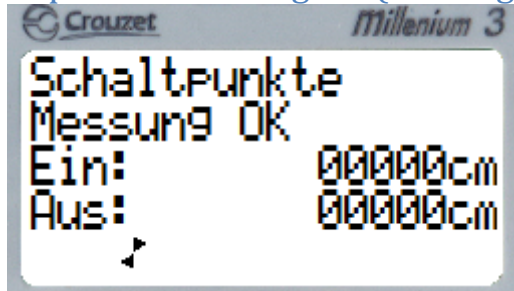 Crouzet Millenium 3
Schaltpunkte
Messung OK
Ein: 00000cm
Aus: 00000cm